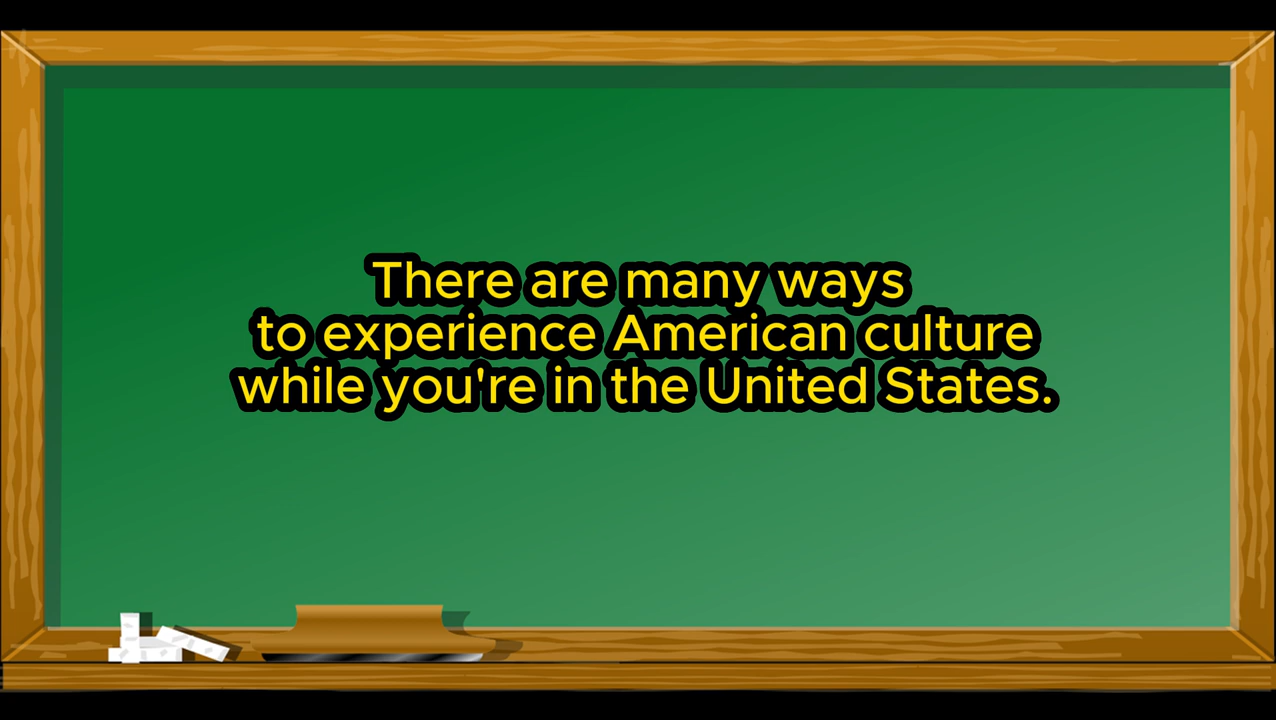 There are many ways
to experience American culture
while you're in the United States.